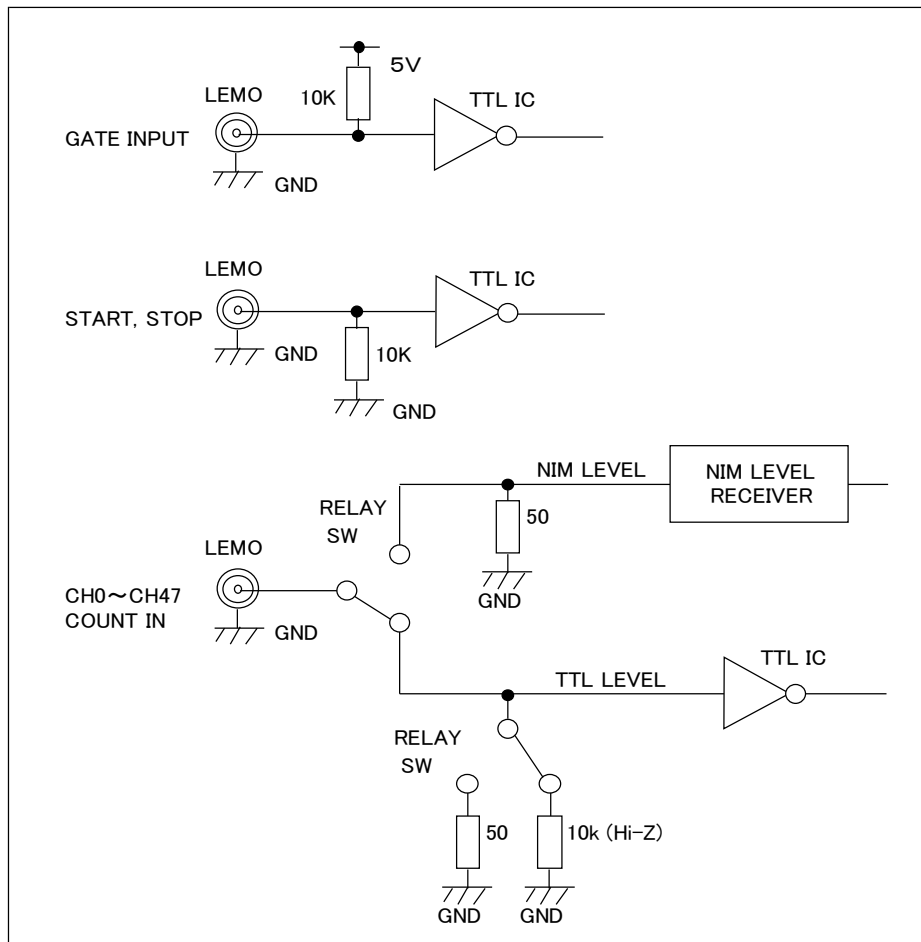 5V
LEMO
10K
TTL IC
GATE INPUT
GND
LEMO
TTL IC
START, STOP
GND
10K
GND
NIM LEVEL
NIM LEVEL
RECEIVER
RELAY
SW
50
LEMO
GND
CH0~CH47
COUNT IN
GND
TTL IC
TTL LEVEL
RELAY
SW
50
10k (Hi-Z)
GND
GND